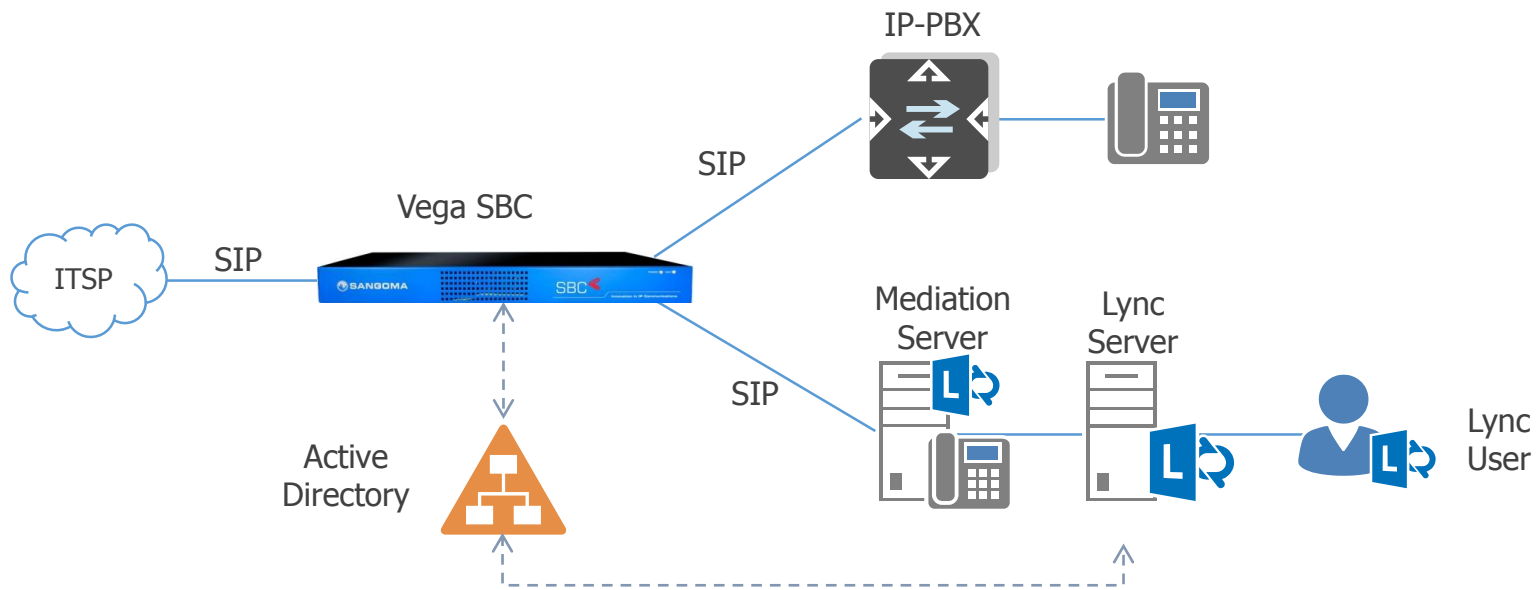 IP-PBX
SIP
Vega SBC
SIP
ITSP
SANGOMA
SBC
Mediation
Server
Lync
Server
SIP
L
L
L
Lync
User
Active
Directory